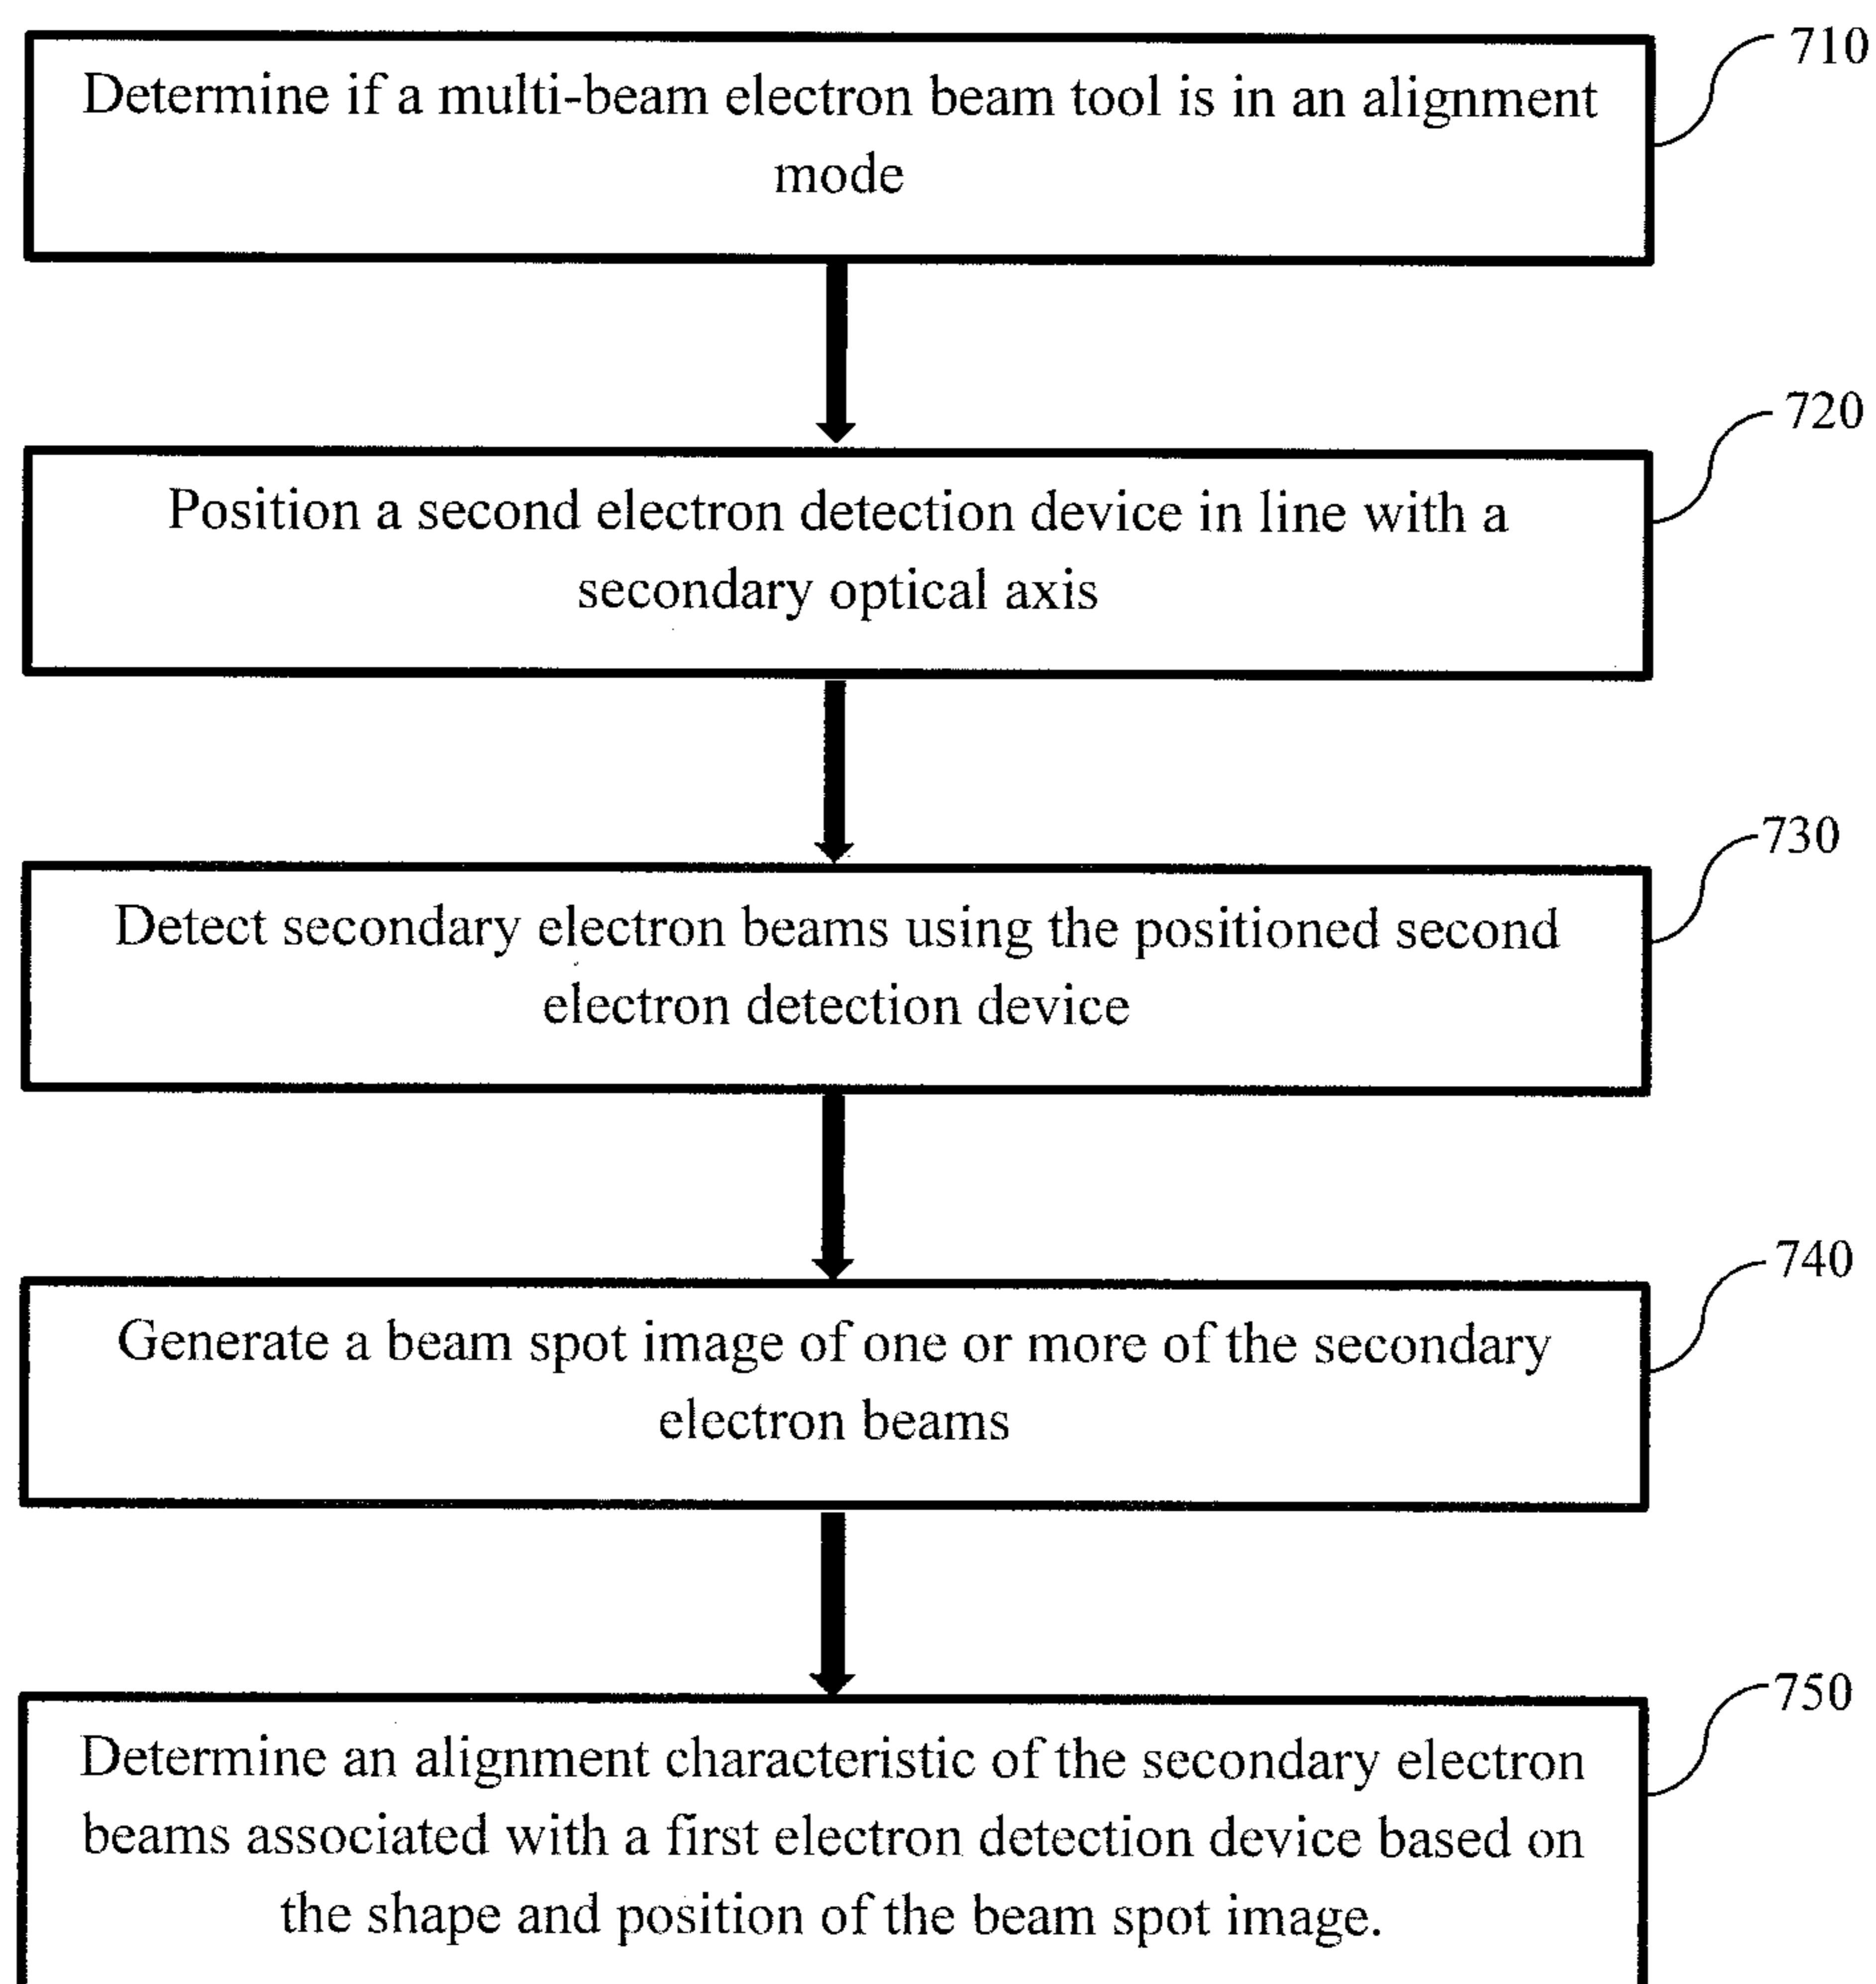 710
Determine if a multi-beam electron beam tool is in an alignment
mode
720
Position a second electron detection device in line with a
secondary optical axis
730
Detect secondary electron beams using the positioned second
electron detection device
740
Generate a beam spot image of one or more of the secondary
electron beams
750
Determine an alignment characteristic of the secondary electron
beams associated with a first electron detection device based on
the shape and position of the beam spot image.